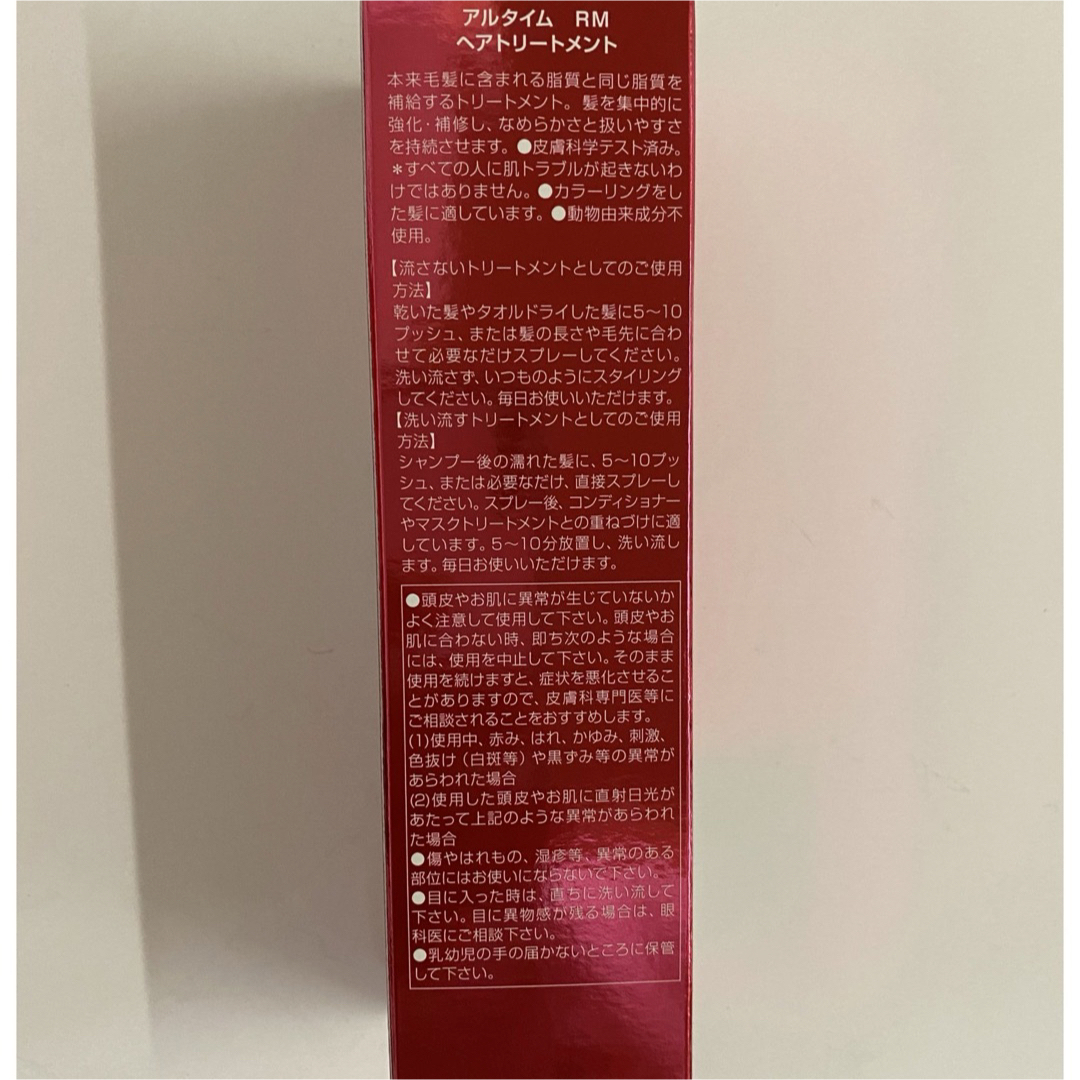 アルタイム　RM
ヘアトリートメント
本来毛髪に含まれる脂質と同じ脂質を
補給するトリートメント。髪を集中的に
強化・補修し、なめらかさと扱いやすさ
を持続させます。●皮膚科学テスト済み。
＊すべての人に肌トラブルが起きないわ
けではありません。●カラーリングをし
た髪に適しています。●動物由来成分不
使用。
【流さないトリートメントとしてのご使用
方法】
乾いた髪やタオルドライした髪に5～10
プッシュ、または髪の長さや毛先に合わ
せて必要なだけスプレーしてください。
洗い流さず、いつものようにスタイリング
してください。毎日お使いいただけます。
【洗い流すトリートメントとしてのご使用
方法】
シャンプー後の濡れた髪に、5～10プッ
シュ、または必要なだけ、直接スプレーし
てください。スプレー後、コンディショナー
やマスクトリートメントとの重ねづけに適
しています。5～10分放置し、洗い流し
ます。毎日お使いいただけます。
●頭皮やお肌に異常が生じていないか
よく注意して使用して下さい。頭皮やお
肌に合わない時、即ち次のような場合
には、使用を中止して下さい。そのまま
使用を続けますと、症状を悪化させるこ
とがありますので、皮膚科専門医等に
ご相談されることをおすすめします。
(1)使用中、赤み、はれ、かゆみ、刺激、
色抜け（白斑等）や黒ずみ等の異常が
あらわれた場合
(2)使用した頭皮やお肌に直射日光が
あたって上記のような異常があらわれ
た場合
●傷やはれもの、湿疹等、異常のある
部位にはお使いにならないで下さい。
●目に入った時は、直ちに洗い流して
下さい。目に異物感が残る場合は、眼
科医にご相談下さい。
●乳幼児の手の届かないところに保管
して下さい。